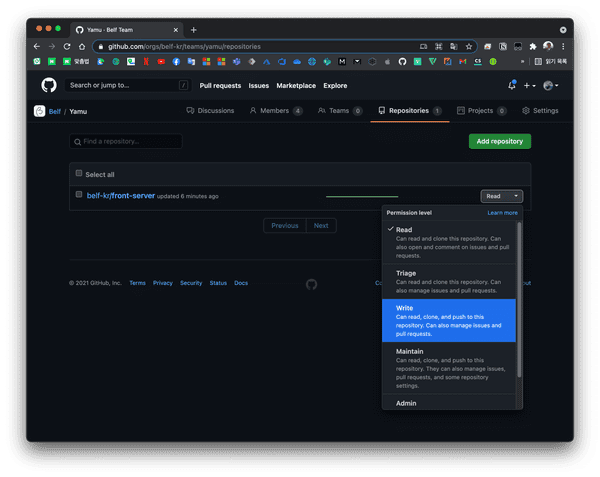 Yamu · Belf Team
github.com/orgs/belf-kr/teams/yamu/repositories
맞춤법
읽기 목록
Search or jump to...
/
Pull requests
Issues
Marketplace
Explore
Belf / Yamu
Discussions
Members 4
Teams 0
Repositories 1
Projects 0
Settings
Find a repository...
Add repository
Select all
belf-kr/front-server updated 6 minutes ago
Read
Previous
Next
Permission level
Learn more
Read
Can read and clone this repository. Can
also open and comment on issues and pull
requests.
Triage
Can read and clone this repository. Can
also manage issues and pull requests.
Write
Can read, clone, and push to this
repository. Can also manage issues and
pull requests.
Maintain
Can read, clone, and push to this
repository. They can also manage issues,
pull requests, and some repository
settings.
Admin
© 2021 GitHub, Inc.
Terms
Privacy
Security
Status
Docs